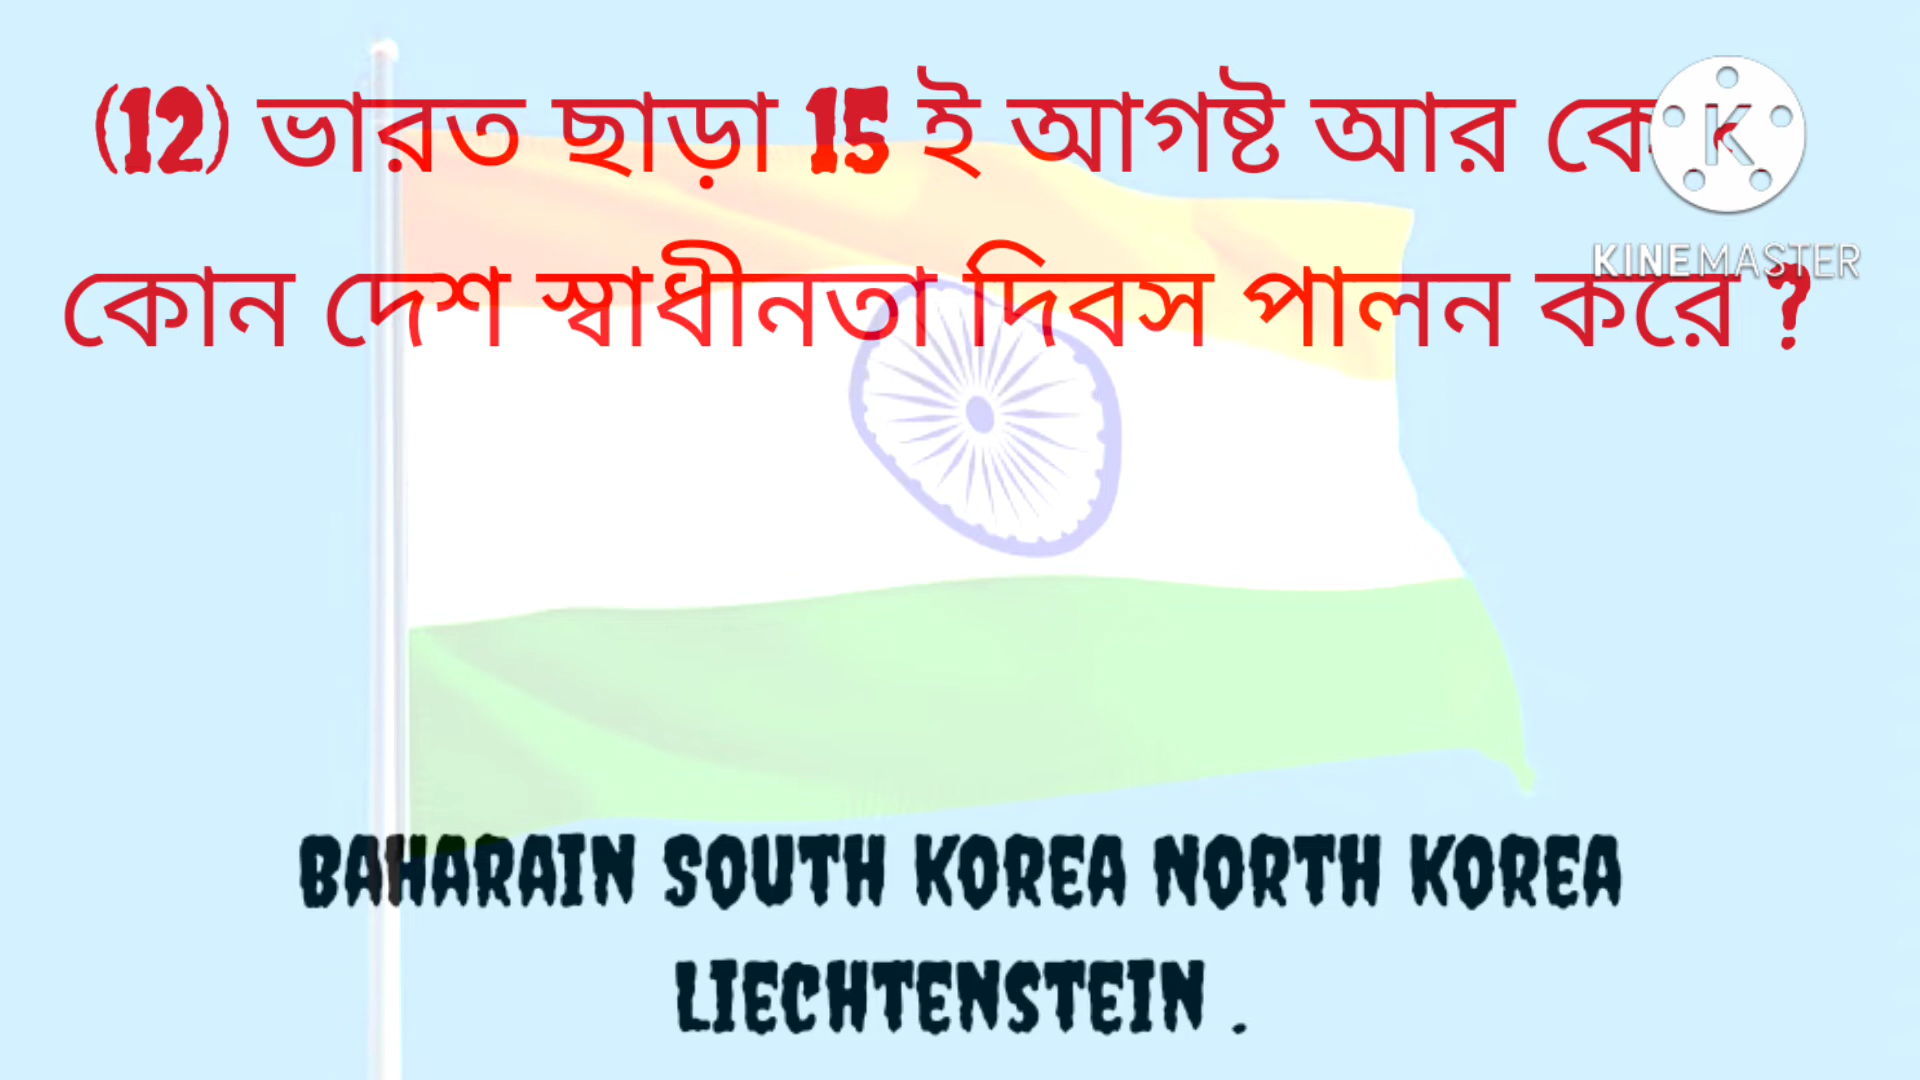 (12) ভারত ছাড়া 15 ই আগষ্ট আর
কোন দেশ স্বাধীনতা দিবস পালন করে ?
KINEMASTER
BAHARAIN SOUTH KOREA NORTH KOREA
LIECHTENSTEIN .